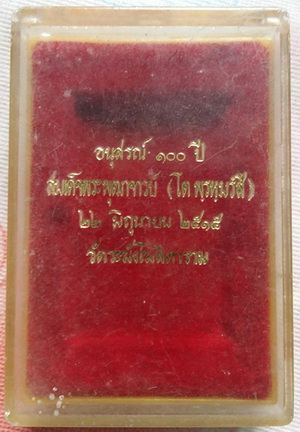 อนุสรณ์ ๑๐๐ ปี
สมเด็จพระพุฒาจารย์ (โต พรหมรังสี)
๒๒ มิถุนายน ๒๕๑๕
วัดระฆังโฆสิตาราม